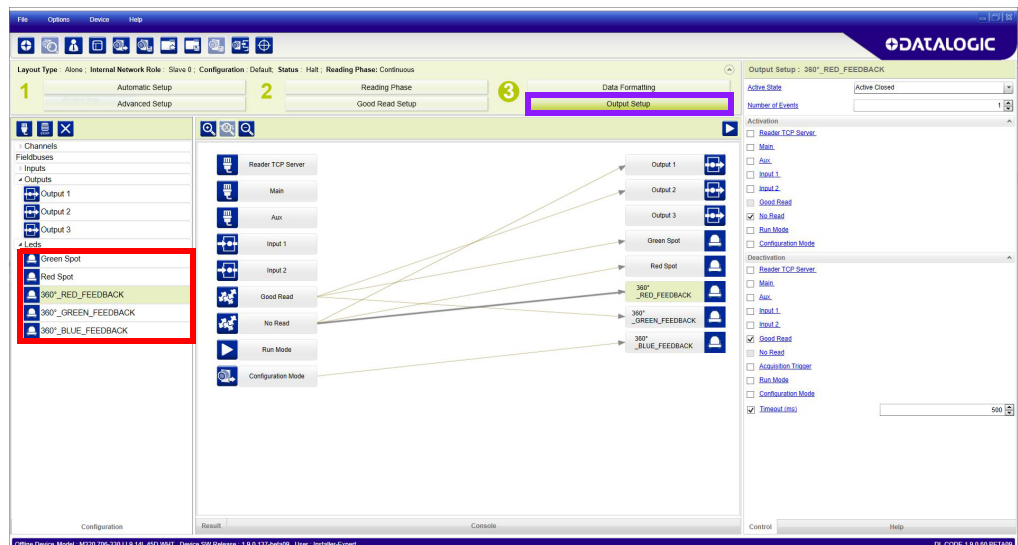 File Options Device Help
DATALOGIC
Layout Type : Alone ; Internal Network Role : Slave 0 ; Configuration : Default; Status : Halt ; Reading Phase: Continuous
1 Automatic Setup 2 Reading Phase 3 Data Formatting
Advanced Setup Good Read Setup Output Setup
Channels
Fieldbuses
Inputs
Outputs
Output 1
Output 2
Output 3
Leds
Green Spot
Red Spot
360°_RED_FEEDBACK
360°_GREEN_FEEDBACK
360°_BLUE_FEEDBACK
Configuration
Reader TCP Server
Main
Aux
Input 1
Input 2
Good Read
No Read
Run Mode
Configuration Mode
Output 1
Output 2
Output 3
Green Spot
Red Spot
360°
_RED_FEEDBACK
360°
_GREEN_FEEDBACK
360°
_BLUE_FEEDBACK
Result Console
Output Setup : 360°_RED_FEEDBACK
Active State Active Closed
Number of Events 1
Activation
Reader TCP Server
Main
Aux
Input 1
Input 2
Good Read
No Read
Run Mode
Configuration Mode
Deactivation
Reader TCP Server
Main
Aux
Input 1
Input 2
Good Read
No Read
Acquisition Trigger
Run Mode
Configuration Mode
Timeout (ms) 500
Control Help